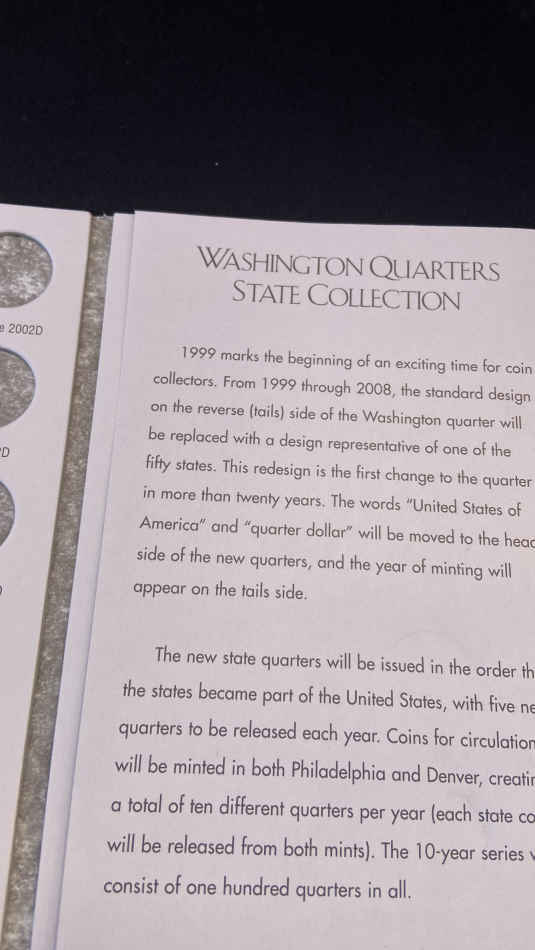 WASHINGTON QUARTERS
STATE COLLECTION
1999 marks the beginning of an exciting time for coin
collectors. From 1999 through 2008, the standard design
on the reverse (tails) side of the Washington quarter will
be replaced with a design representative of one of the
fifty states. This redesign is the first change to the quarter
in more than twenty years. The words “United States of
America” and “quarter dollar” will be moved to the
side of the new quarters, and the year of minting will
appear on the tails side.
The new state quarters will be issued in the order
the states became part of the United States, with five
quarters to be released each year. Coins for circulation
will be minted in both Philadelphia and Denver,
a total of ten different quarters per year (each state
will be released from both mints). The 10-year series
consist of one hundred quarters in all.
2002D